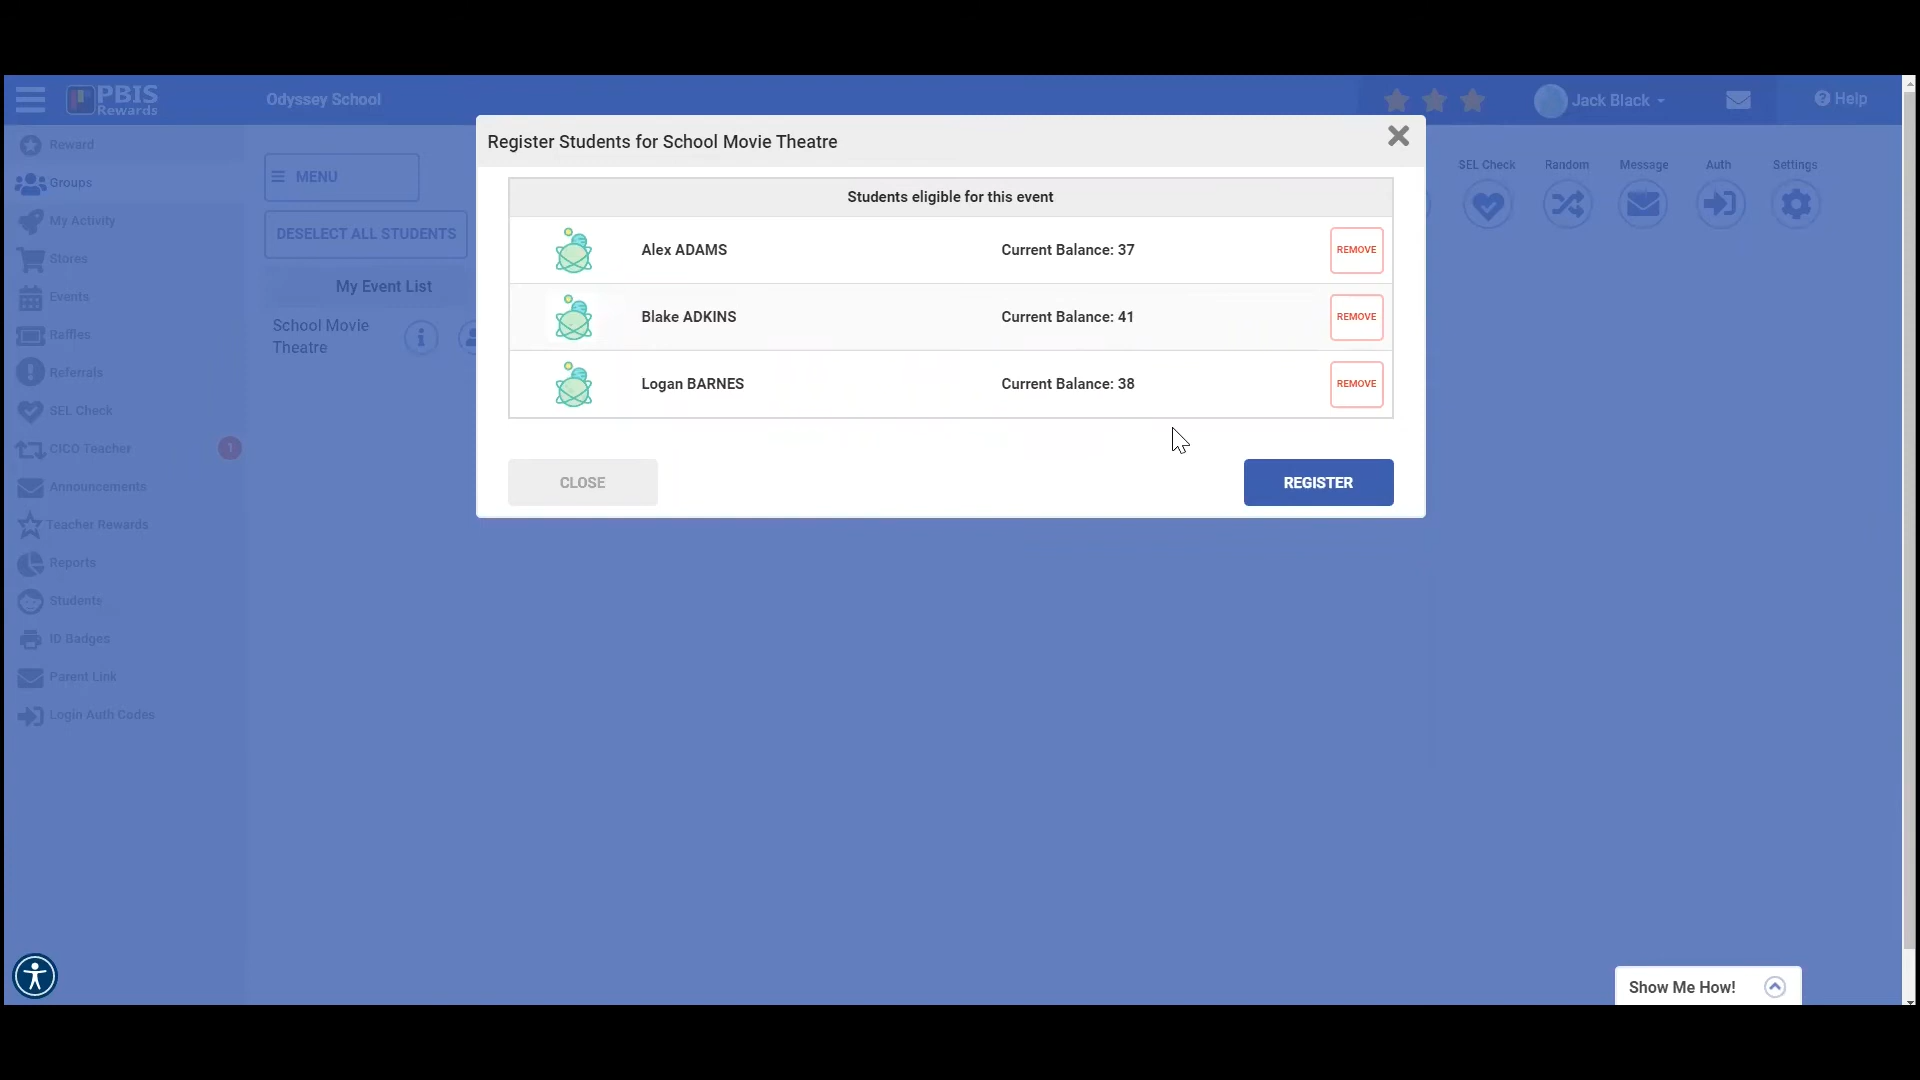 PBIS
Rewards
Odyssey School
Jack Black
Help
Reward
Groups
My Activity
Stores
Events
Raffles
Referrals
SEL Check
CICO Teacher
1
Announcements
Teacher Rewards
Reports
Students
ID Badges
Parent Link
Login Auth Codes
MENU
DESELECT ALL STUDENTS
My Event List
School Movie
Theatre
SEL Check
Random
Message
Auth
Settings
Register Students for School Movie Theatre
Students eligible for this event
Alex ADAMS Current Balance: 37 REMOVE
Blake ADKINS Current Balance: 41 REMOVE
Logan BARNES Current Balance: 38 REMOVE
CLOSE
REGISTER
Show Me How!